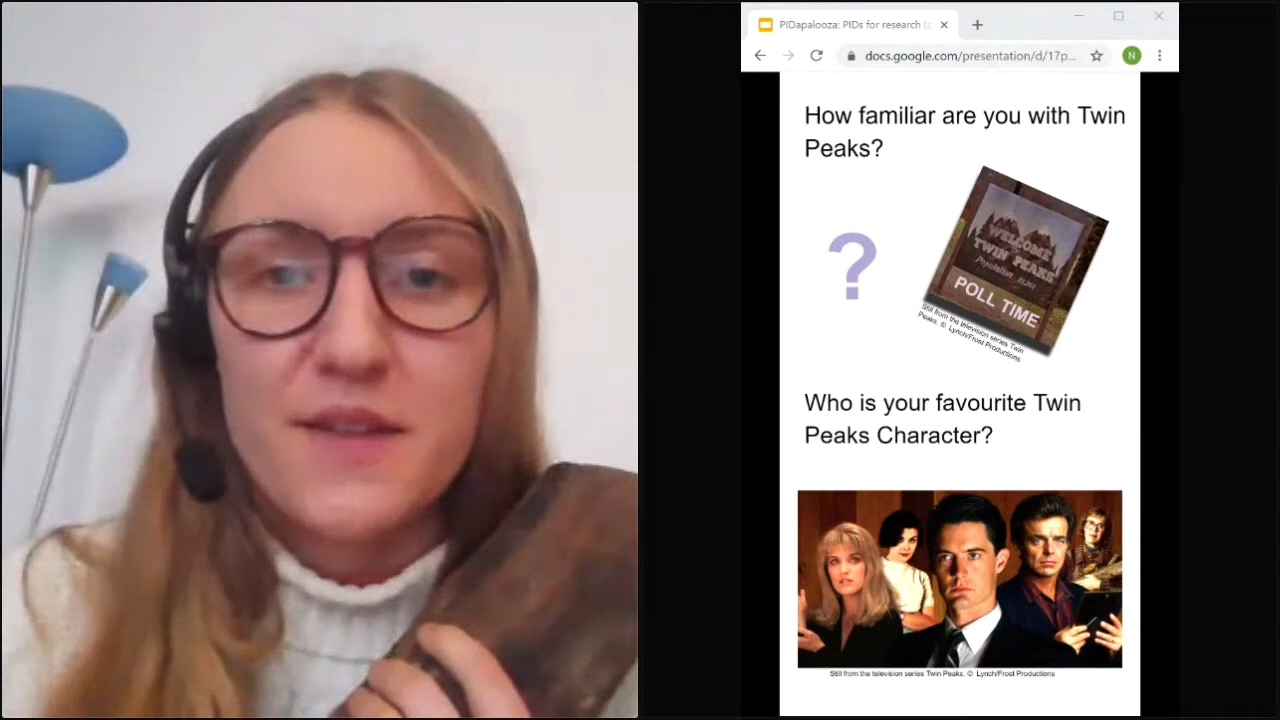 PIDapalooza: PIDs for research (c
docs.google.com/presentation/d/17p...
N
How familiar are you with Twin
Peaks?
?
WELCOME
TWIN PEAKS
Population
POLL TIME
Still from the television series Twin
Peaks. © Lynch/Frost Productions
Who is your favourite Twin
Peaks Character?
Still from the television series Twin Peaks. © Lynch/Frost Productions